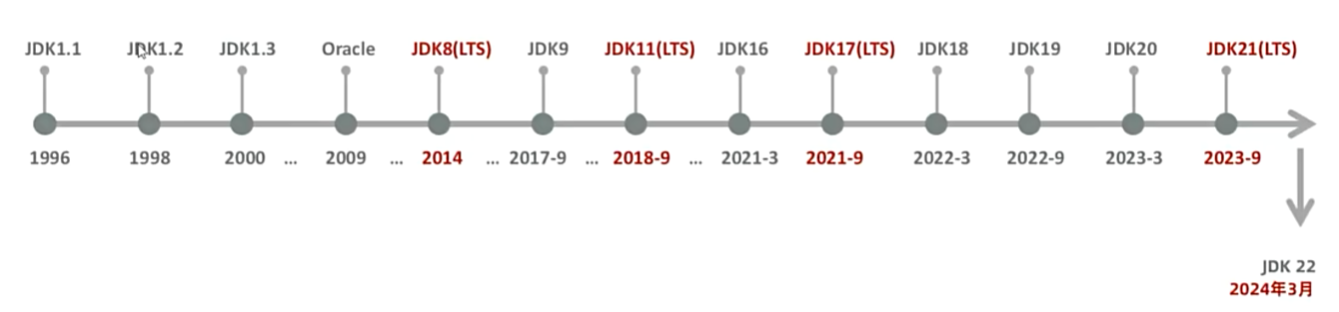 JDK1.1 JDK1.2 JDK1.3 Oracle JDK8(LTS) JDK9 JDK11(LTS) JDK16 JDK17(LTS) JDK18 JDK19 JDK20 JDK21(LTS)
1996 1998 2000 ... 2009 ... 2014 ... 2017-9 ... 2018-9 ... 2021-3 2021-9 2022-3 2022-9 2023-3 2023-9
JDK 22
2024年3月